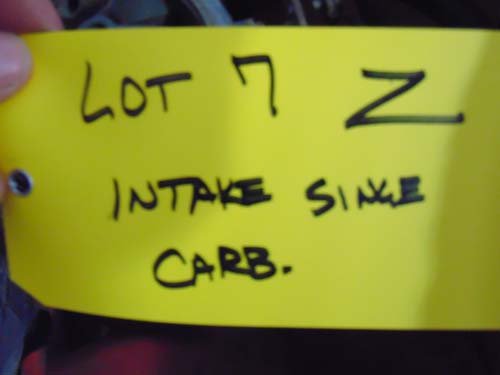 LOT 7 Z
INTAKE SINGLE
CARB.